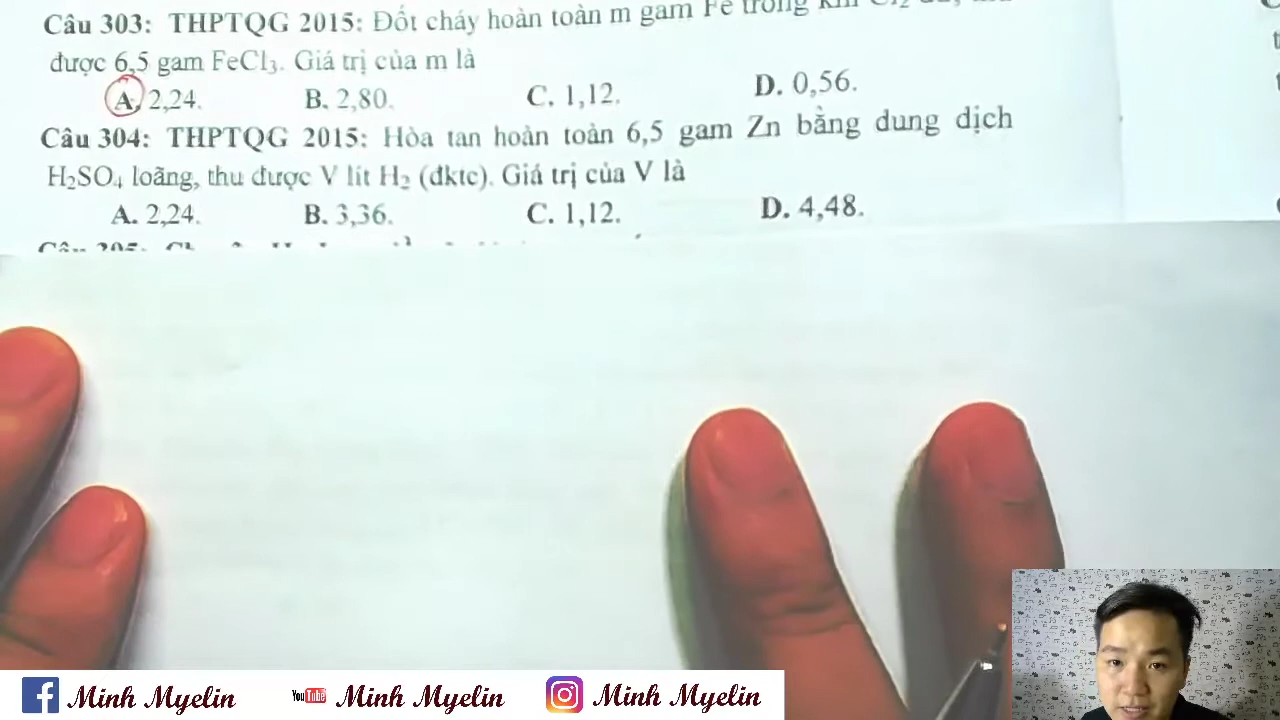 Câu 303: THPTQG 2015: Đốt cháy hoàn toàn m gam Fe trong khí Cl₂
được 6,5 gam FeCl₃. Giá trị của m là
A. 2,24. B. 2,80. C. 1,12. D. 0,56.
Câu 304: THPTQG 2015: Hòa tan hoàn toàn 6,5 gam Zn bằng dung dịch
H₂SO₄ loãng, thu được V lít H₂ (đktc). Giá trị của V là
A. 2,24. B. 3,36. C. 1,12. D. 4,48.
Minh Myelin YouTube Minh Myelin Minh Myelin